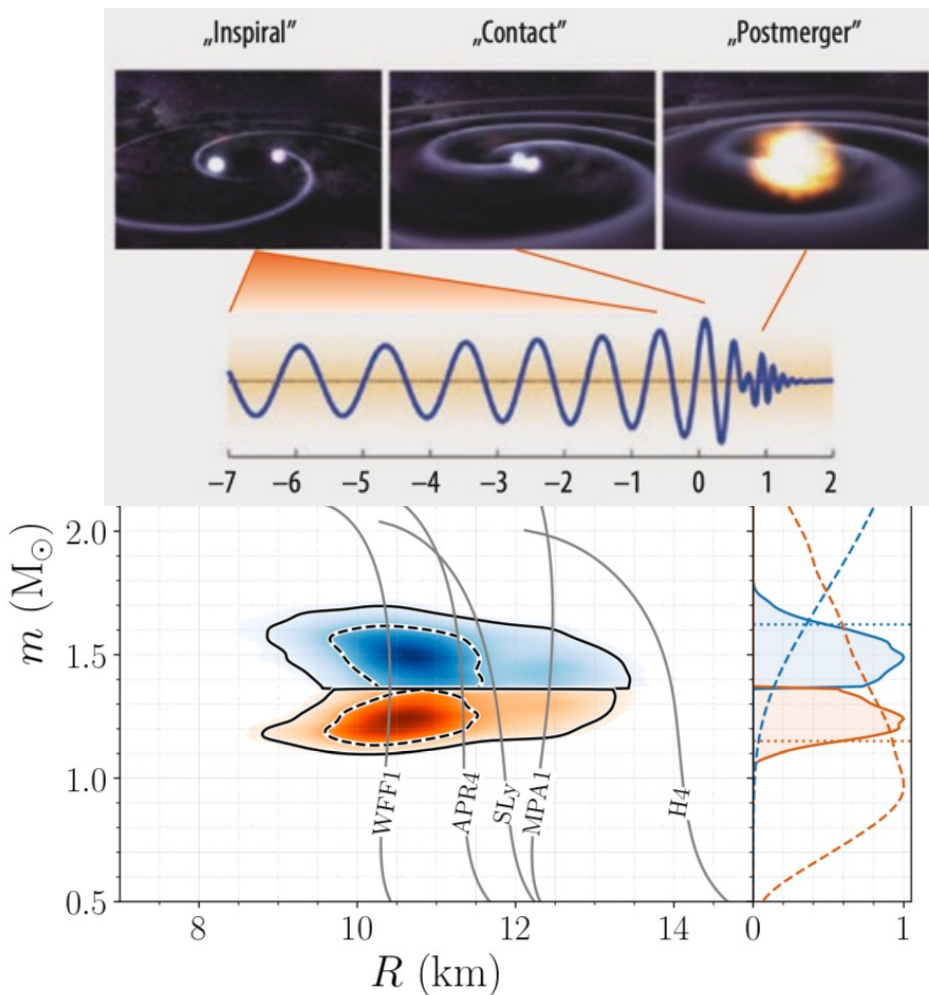 „Inspiral”
„Contact”
„Postmerger”
−7 −6 −5 −4 −3 −2 −1 0 1 2
2.0
1.5
1.0
0.5
m (M⊙)
WFF1
APR4
SLy
MPA1
H4
8 10 12 14
R (km)
0 1